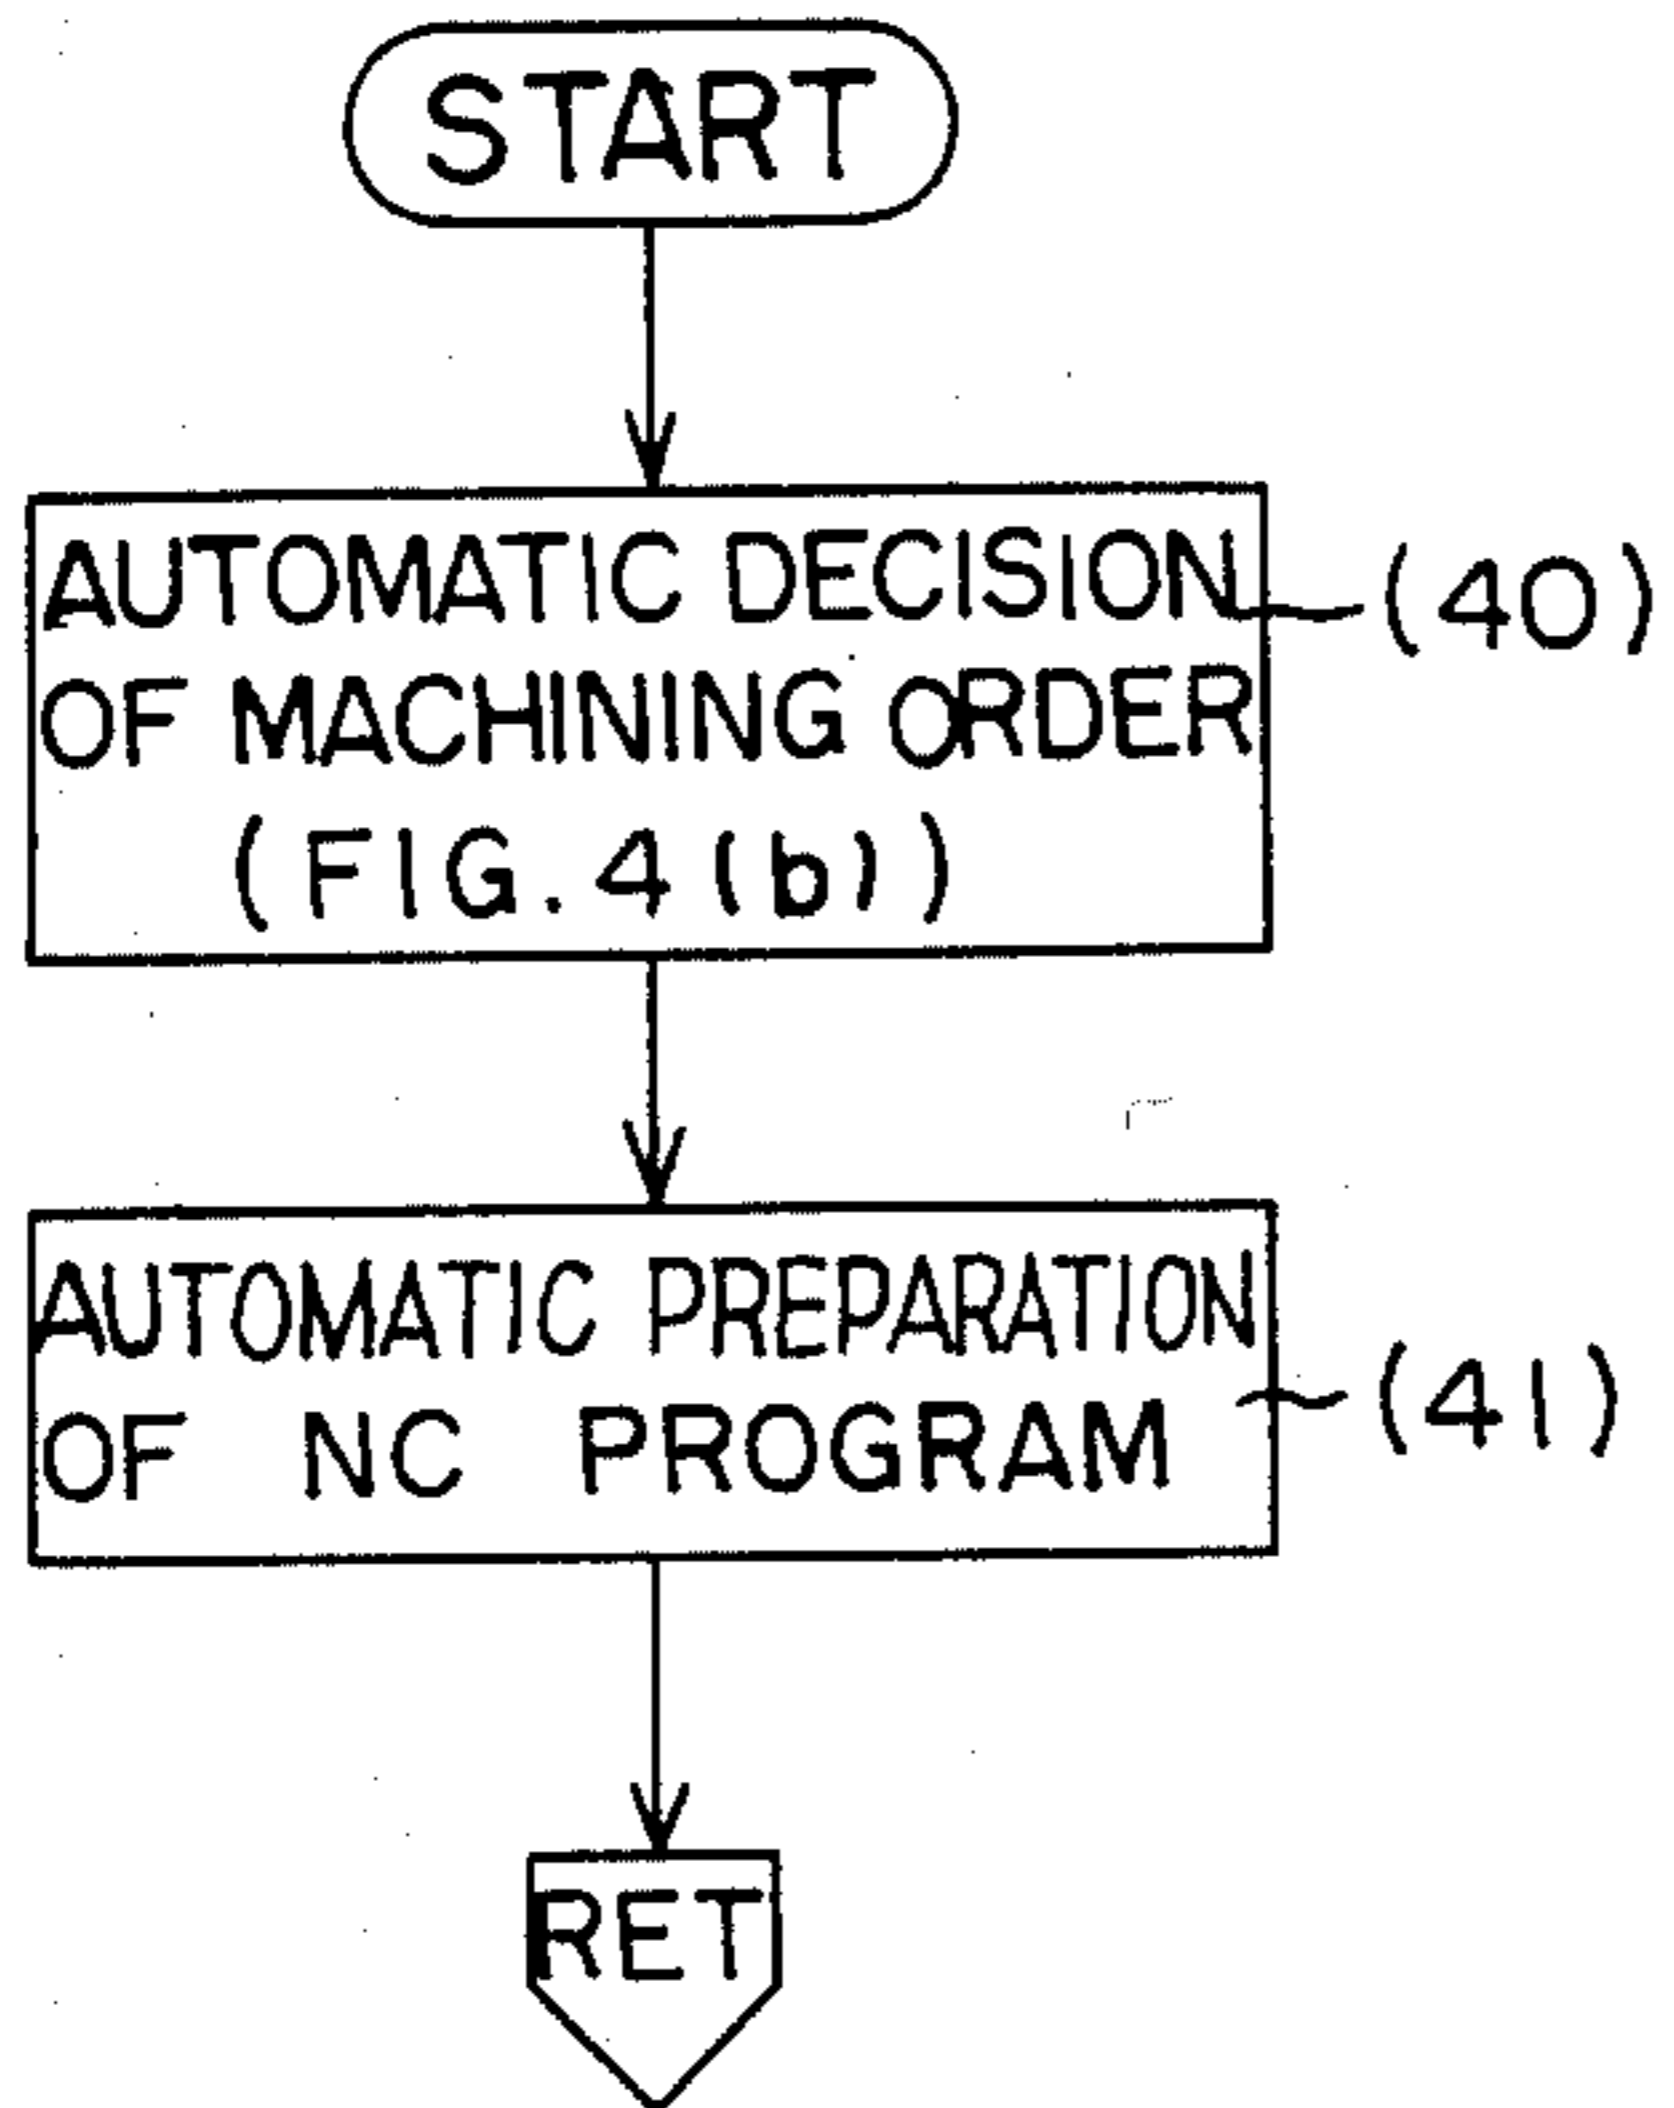 START
AUTOMATIC DECISION
OF MACHINING ORDER
(FIG. 4 (b))
(40)
AUTOMATIC PREPARATION
OF NC PROGRAM
(41)
RET